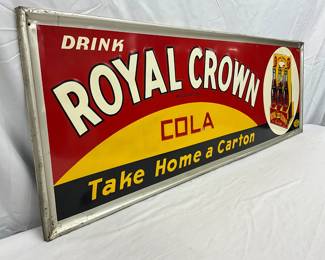 DRINK
ROYAL CROWN
COLA
Take Home a Carton